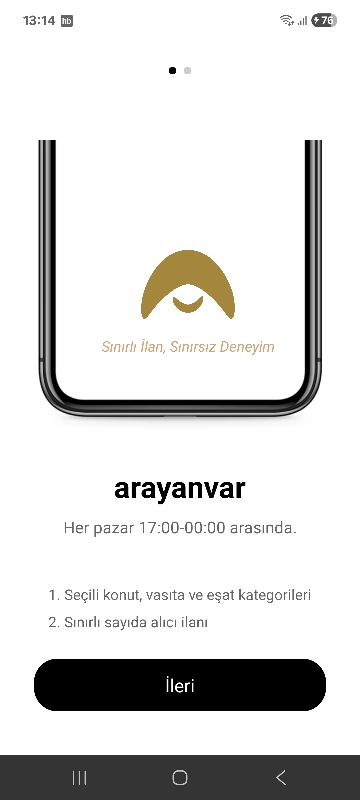 13:14 hb 76
Sınırlı İlan, Sınırsız Deneyim
arayanvar
Her pazar 17:00-00:00 arasında.
1. Seçili konut, vasıta ve eşat kategorileri
2. Sınırlı sayıda alıcı ilanı
İleri